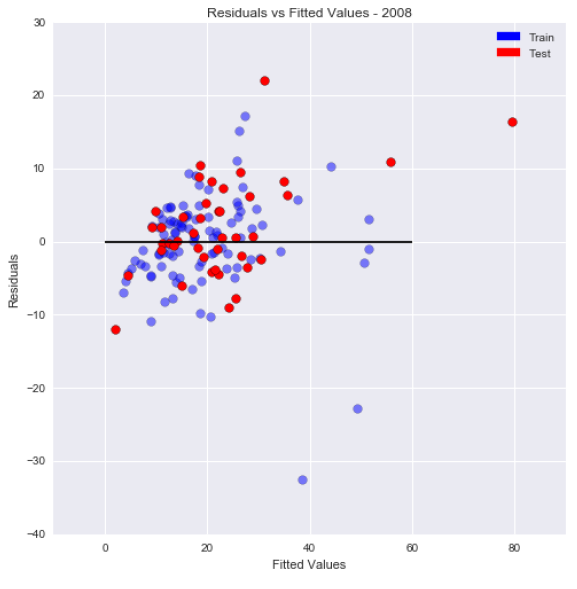 Residuals vs Fitted Values - 2008
Train
Test
30
20
10
0
−10
−20
−30
−40
Residuals
0
20
40
60
80
Fitted Values